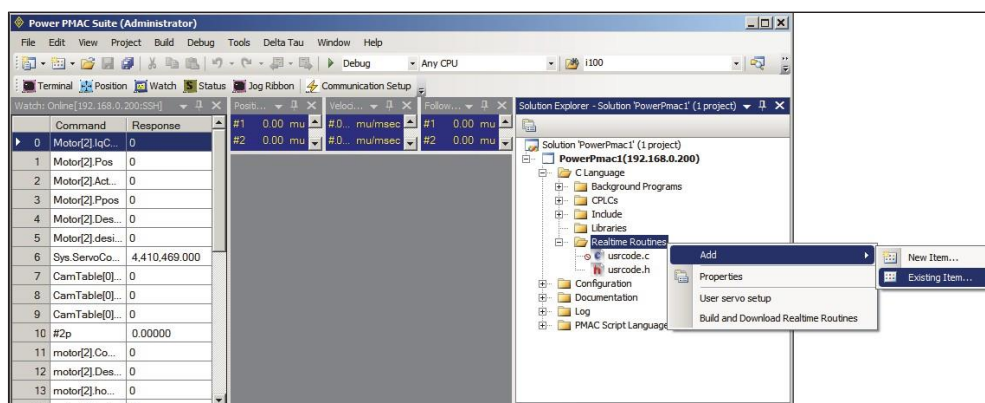 Power PMAC Suite (Administrator)
File Edit View Project Build Debug Tools Delta Tau Window Help
Debug Any CPU i100
Terminal Position Watch Status Jog Ribbon Communication Setup
Watch: Online[192.168.0.200:SSH] Positi... Veloci... Follow... Solution Explorer - Solution 'PowerPmac1' (1 project)
Command Response
#1 0.00 mu #.0... mu/msec #1 0.00 mu
#2 0.00 mu #.0... mu/msec #2 0.00 mu
0 Motor[2].IqC... 0
1 Motor[2].Pos 0
2 Motor[2].Act... 0
3 Motor[2].Ppos 0
4 Motor[2].Des... 0
5 Motor[2].desi... 0
6 Sys.ServoCo... 4,410,469.000
7 CamTable[0]... 0
8 CamTable[0]... 0
9 CamTable[0]... 0
10 #2p 0.00000
11 motor[2].Co... 0
12 motor[2].Des... 0
13 motor[2].ho... 0
Solution 'PowerPmac1' (1 project)
PowerPmac1(192.168.0.200)
C Language
Background Programs
CPLCs
Include
Libraries
Realtime Routines
usrcode.c
usrcode.h
Configuration
Documentation
Log
PMAC Script Language
Add
Properties
User servo setup
Build and Download Realtime Routines
New Item...
Existing Item...